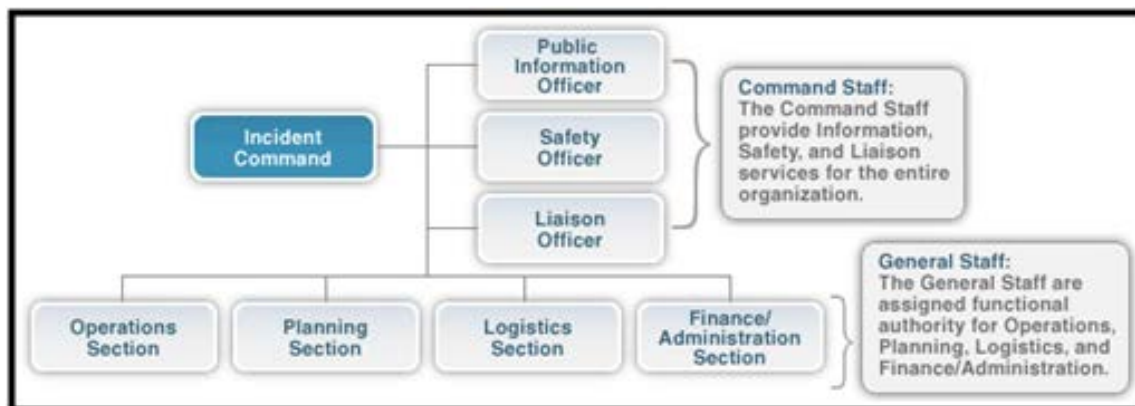 Public
Information
Officer
Incident
Command
Safety
Officer
Liaison
Officer
Command Staff:
The Command Staff
provide Information,
Safety, and Liaison
services for the entire
organization.
Operations
Section
Planning
Section
Logistics
Section
Finance/
Administration
Section
General Staff:
The General Staff are
assigned functional
authority for Operations,
Planning, Logistics, and
Finance/Administration.